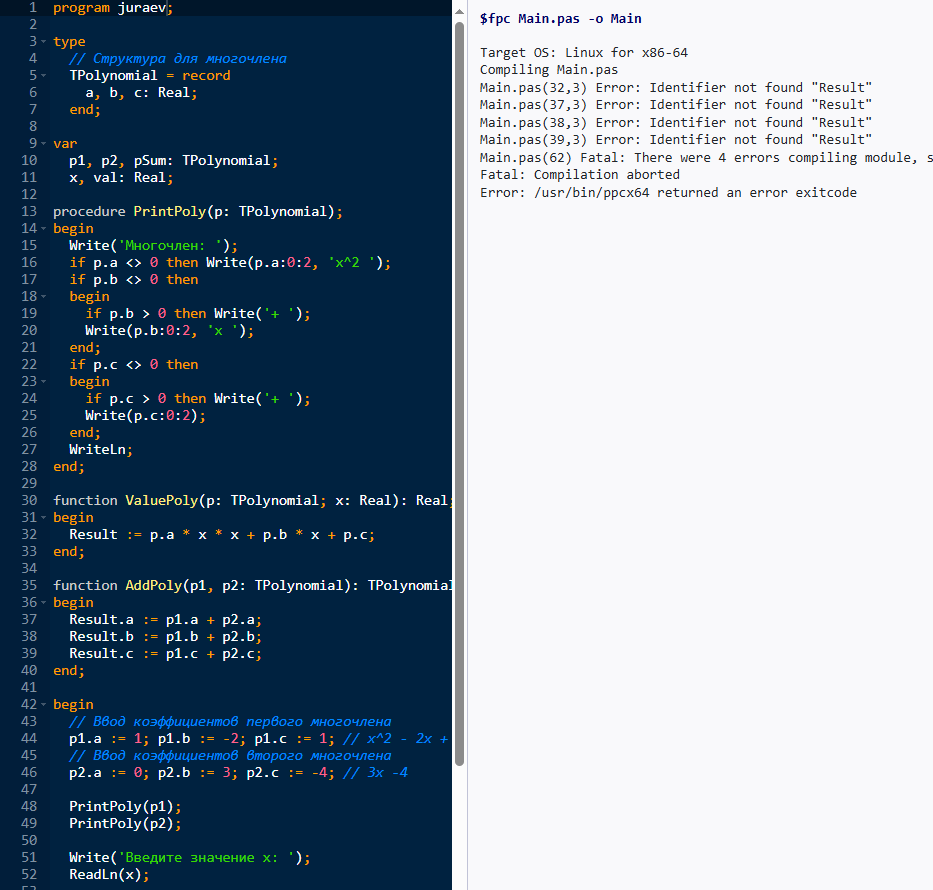 1 program juraev;
2
3 type
4 // Структура для многочлена
5 TPolynomial = record
6 a, b, c: Real;
7 end;
8
9 var
10 p1, p2, pSum: TPolynomial;
11 x, val: Real;
12
13 procedure PrintPoly(p: TPolynomial);
14 begin
15 Write('Многочлен: ');
16 if p.a <> 0 then Write(p.a:0:2, 'x^2 ');
17 if p.b <> 0 then
18 begin
19 if p.b > 0 then Write('+ ');
20 Write(p.b:0:2, 'x ');
21 end;
22 if p.c <> 0 then
23 begin
24 if p.c > 0 then Write('+ ');
25 Write(p.c:0:2);
26 end;
27 WriteLn;
28 end;
29
30 function ValuePoly(p: TPolynomial; x: Real): Real;
31 begin
32 Result := p.a * x * x + p.b * x + p.c;
33 end;
34
35 function AddPoly(p1, p2: TPolynomial): TPolynomial
36 begin
37 Result.a := p1.a + p2.a;
38 Result.b := p1.b + p2.b;
39 Result.c := p1.c + p2.c;
40 end;
41
42 begin
43 // Ввод коэффициентов первого многочлена
44 p1.a := 1; p1.b := -2; p1.c := 1; // x^2 - 2x +
45 // Ввод коэффициентов второго многочлена
46 p2.a := 0; p2.b := 3; p2.c := -4; // 3x -4
47
48 PrintPoly(p1);
49 PrintPoly(p2);
50
51 Write('Введите значение x: ');
52 ReadLn(x);
$fpc Main.pas -o Main
Target OS: Linux for x86-64
Compiling Main.pas
Main.pas(32,3) Error: Identifier not found "Result"
Main.pas(37,3) Error: Identifier not found "Result"
Main.pas(38,3) Error: Identifier not found "Result"
Main.pas(39,3) Error: Identifier not found "Result"
Main.pas(62) Fatal: There were 4 errors compiling module, s
Fatal: Compilation aborted
Error: /usr/bin/ppcx64 returned an error exitcode